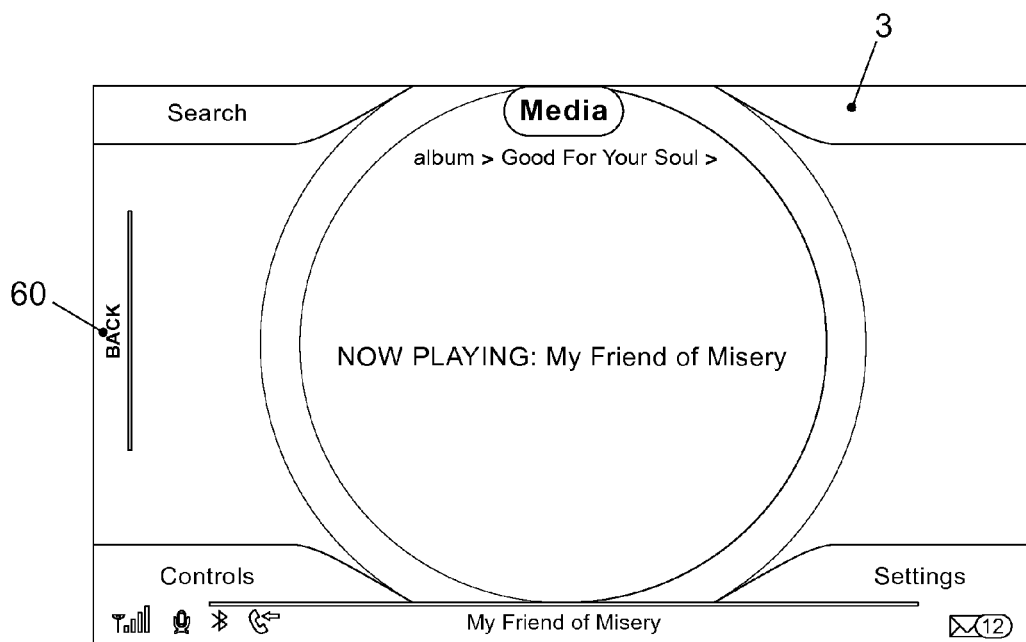 3
Search
Media
album > Good For Your Soul >
60
BACK
NOW PLAYING: My Friend of Misery
Controls
Settings
My Friend of Misery
12